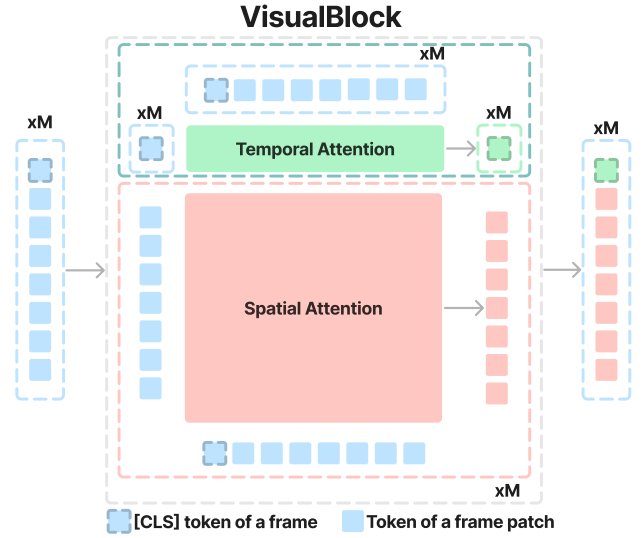 VisualBlock
xM
xM
xM
xM
xM
Temporal Attention
Spatial Attention
xM
[CLS] token of a frame
Token of a frame patch